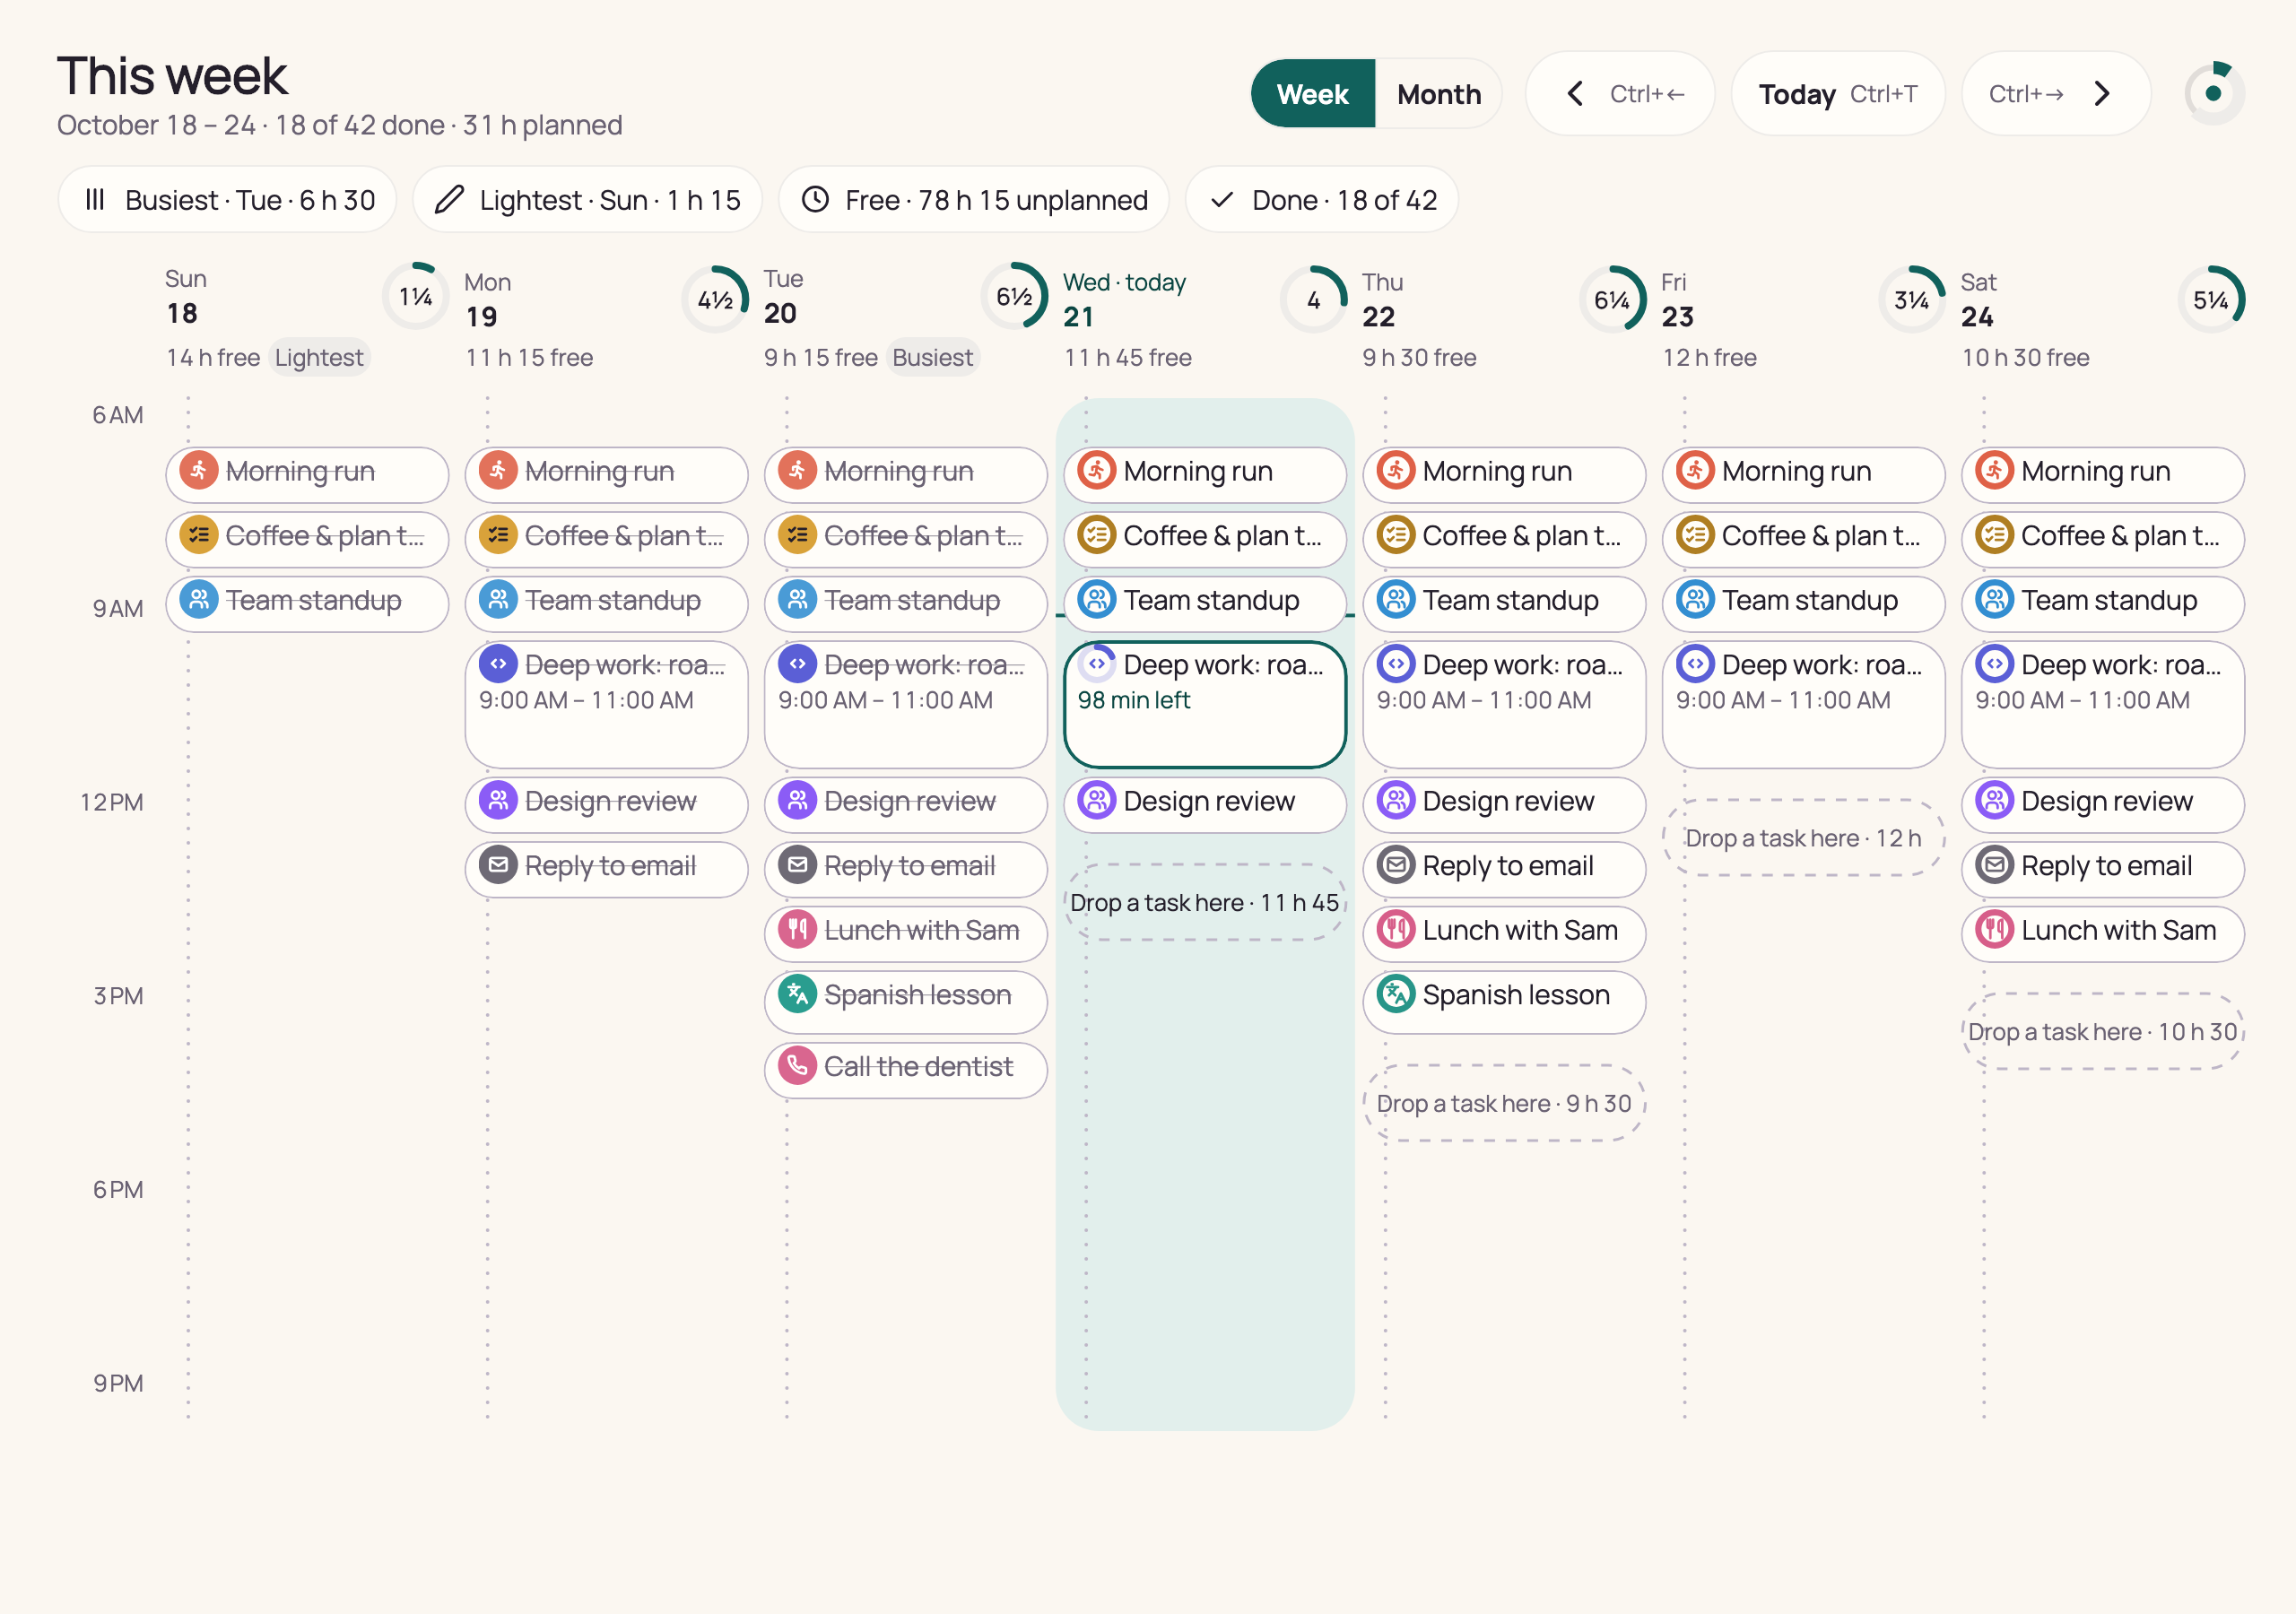 This week
October 18 – 24 · 18 of 42 done · 31 h planned
Week
Month
Ctrl+←
Today Ctrl+T
Ctrl+→
Busiest · Tue · 6 h 30
Lightest · Sun · 1 h 15
Free · 78 h 15 unplanned
Done · 18 of 42
Sun
18
1¼
14 h free Lightest
Mon
19
4½
11 h 15 free
Tue
20
6½
9 h 15 free Busiest
Wed · today
21
4
11 h 45 free
Thu
22
6¼
9 h 30 free
Fri
23
3¼
12 h free
Sat
24
5¼
10 h 30 free
6 AM
9 AM
12 PM
3 PM
6 PM
9 PM
Morning run
Coffee & plan t...
Team standup
Morning run
Coffee & plan t...
Team standup
Deep work: roa...
9:00 AM – 11:00 AM
Design review
Reply to email
Morning run
Coffee & plan t...
Team standup
Deep work: roa...
9:00 AM – 11:00 AM
Design review
Reply to email
Lunch with Sam
Spanish lesson
Call the dentist
Morning run
Coffee & plan t...
Team standup
Deep work: roa...
98 min left
Design review
Drop a task here · 11 h 45
Morning run
Coffee & plan t...
Team standup
Deep work: roa...
9:00 AM – 11:00 AM
Design review
Reply to email
Lunch with Sam
Spanish lesson
Drop a task here · 9 h 30
Morning run
Coffee & plan t...
Team standup
Deep work: roa...
9:00 AM – 11:00 AM
Drop a task here · 12 h
Morning run
Coffee & plan t...
Team standup
Deep work: roa...
9:00 AM – 11:00 AM
Design review
Reply to email
Lunch with Sam
Drop a task here · 10 h 30